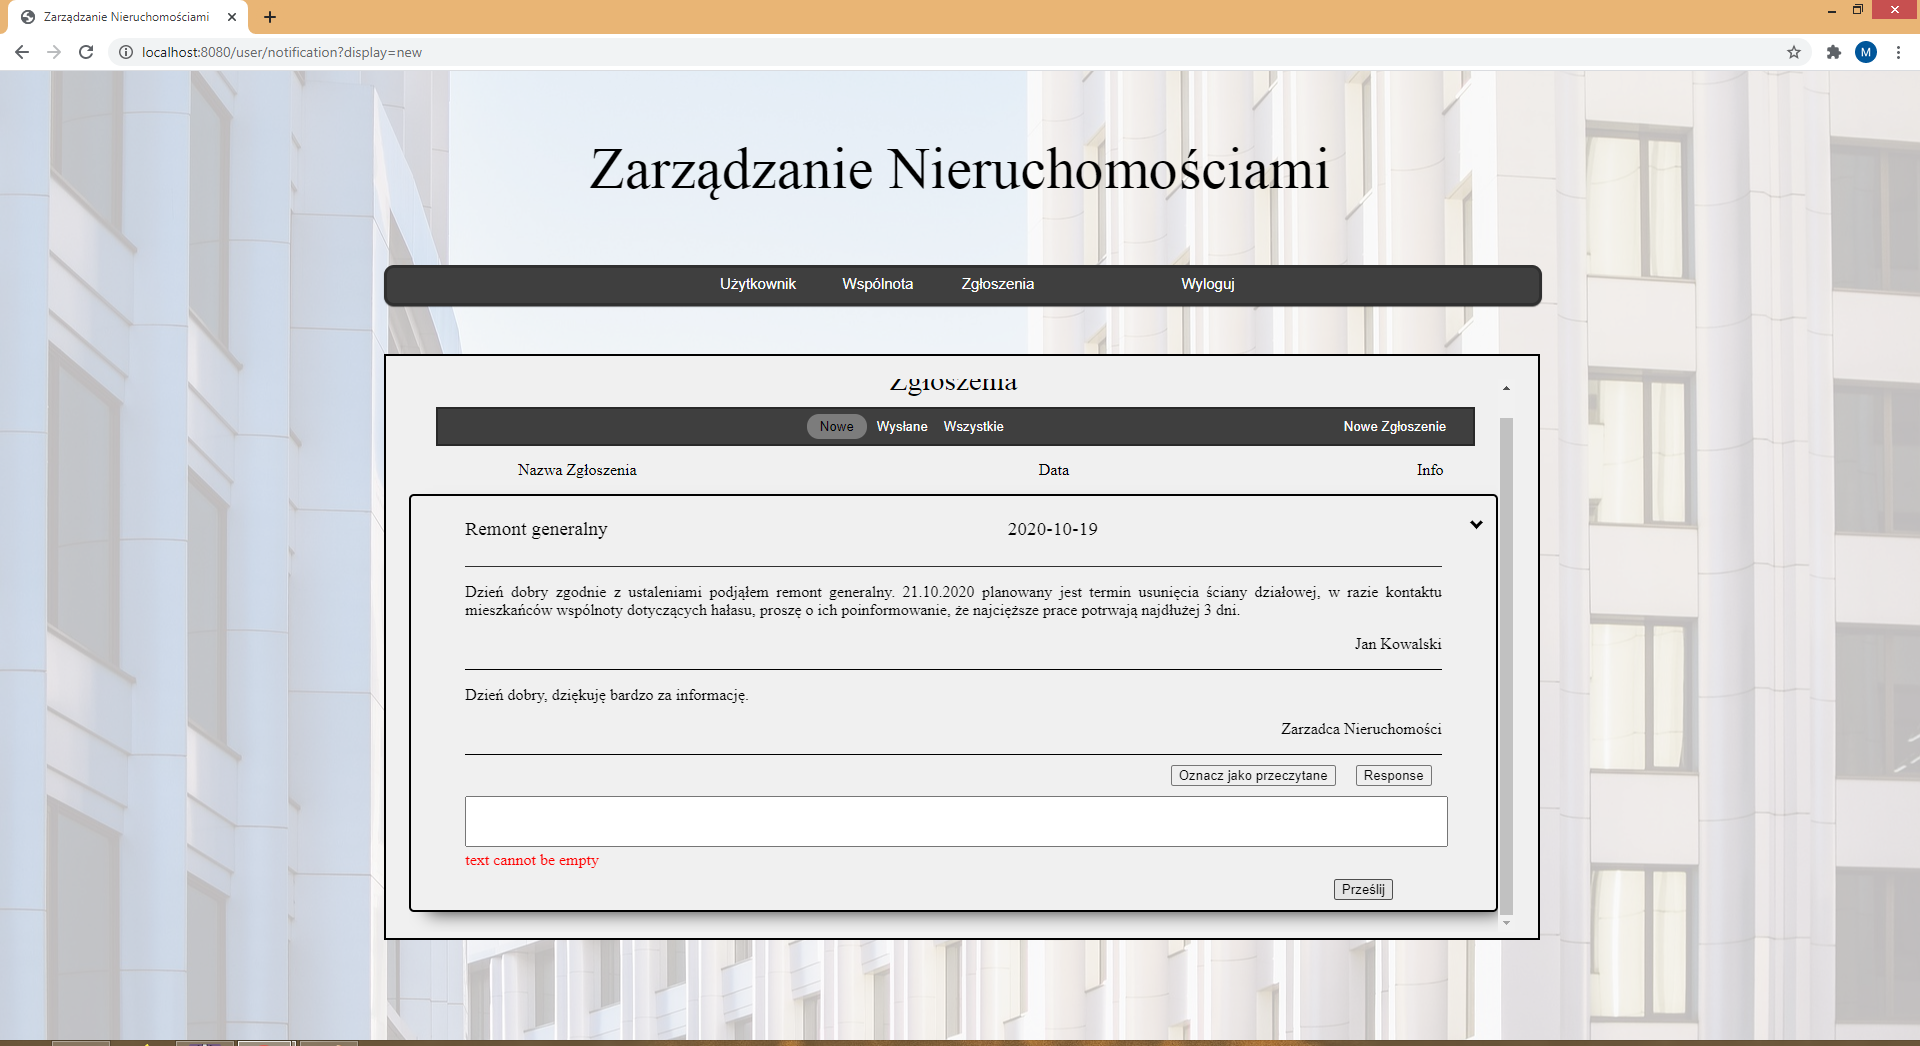 Zarządzanie Nieruchomościami
localhost:8080/user/notification?display=new
M
Zarządzanie Nieruchomościami
Użytkownik Wspólnota Zgłoszenia Wyloguj
Zgłoszenia
Nowe Wysłane Wszystkie Nowe Zgłoszenie
Nazwa Zgłoszenia Data Info
Remont generalny 2020-10-19
Dzień dobry zgodnie z ustaleniami podjąłem remont generalny. 21.10.2020 planowany jest termin usunięcia ściany działowej, w razie kontaktu
mieszkańców wspólnoty dotyczących hałasu, proszę o ich poinformowanie, że najcięższe prace potrwają najdłużej 3 dni.
Jan Kowalski
Dzień dobry, dziękuję bardzo za informację.
Zarzadca Nieruchomości
Oznacz jako przeczytane Response
text cannot be empty
Prześlij